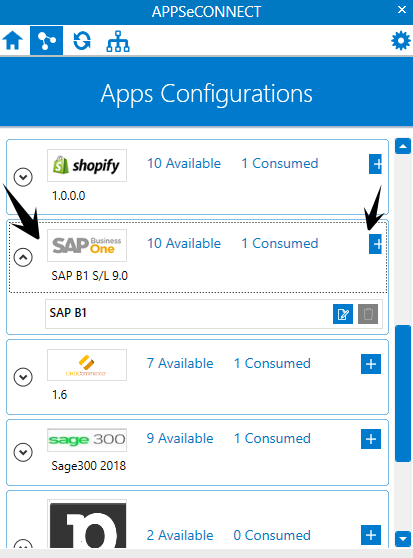 APPSeCONNECT
Apps Configurations
shopify 10 Available 1 Consumed
1.0.0.0
SAP Business One 10 Available 1 Consumed
SAP B1 S/L 9.0
SAP B1
7 Available 1 Consumed
1.6
sage 300 9 Available 1 Consumed
Sage300 2018
2 Available 0 Consumed